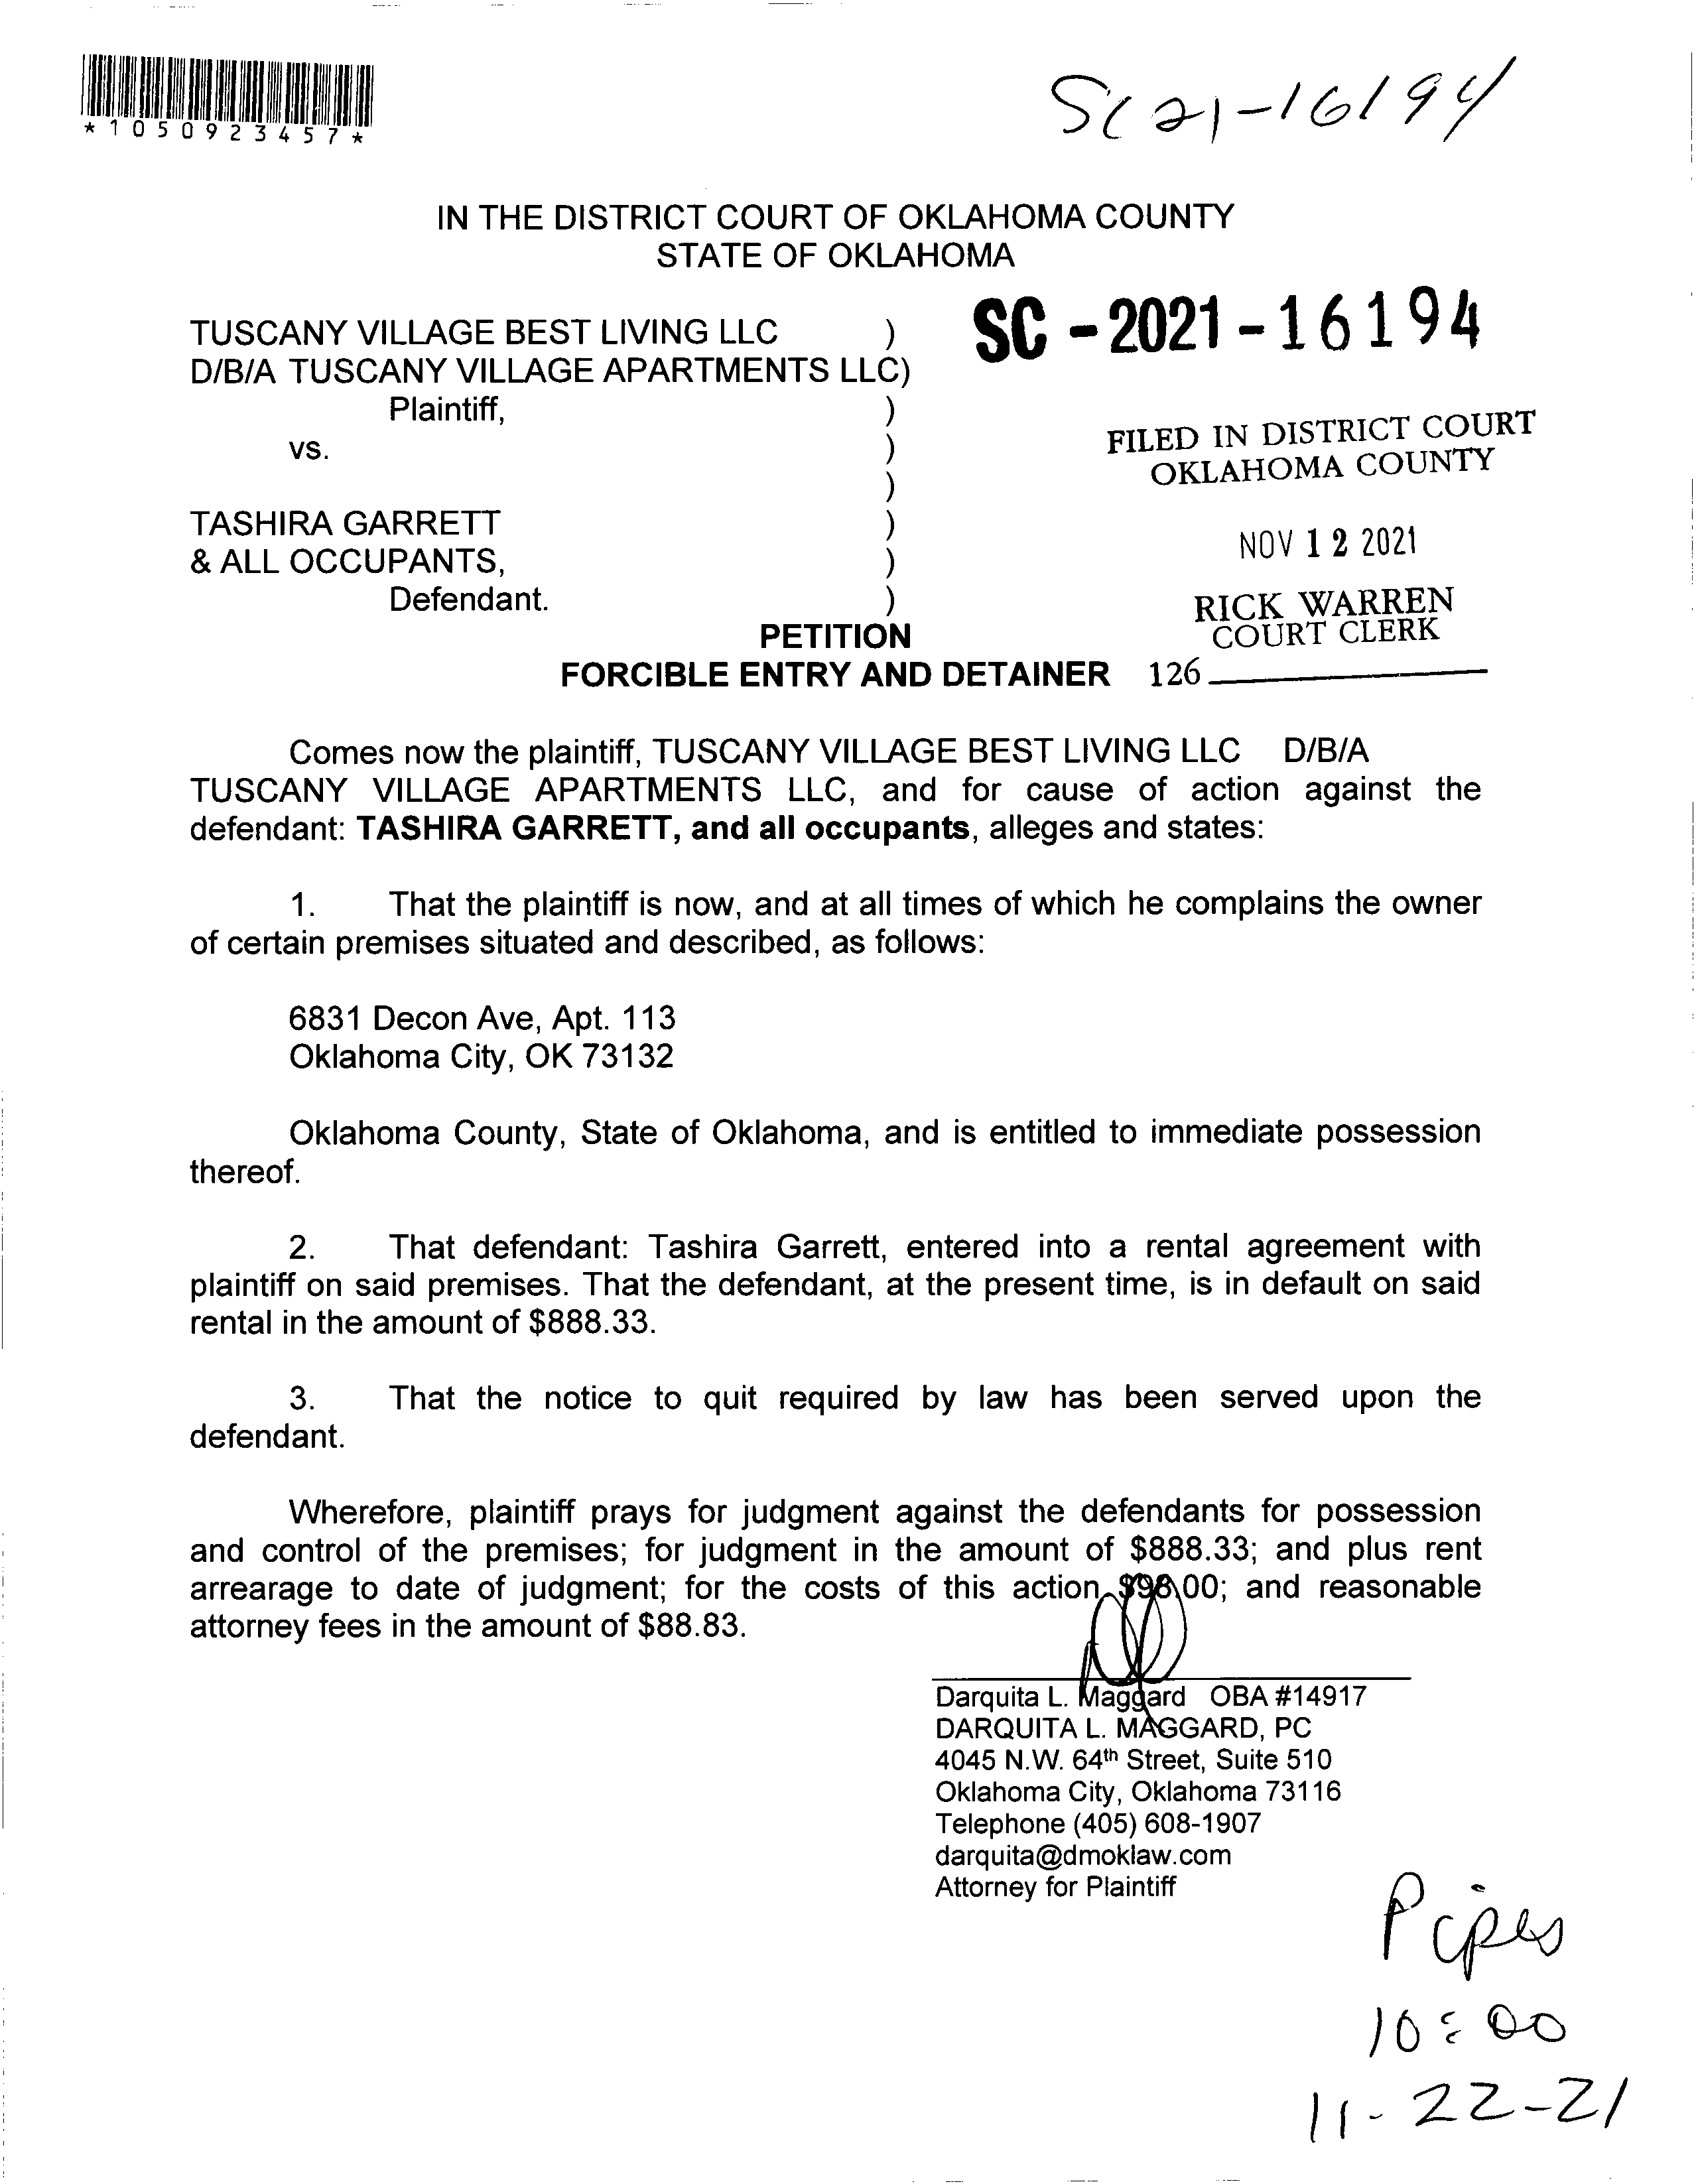 *1050923457*
SC21-16194
IN THE DISTRICT COURT OF OKLAHOMA COUNTY
STATE OF OKLAHOMA
TUSCANY VILLAGE BEST LIVING LLC )
D/B/A TUSCANY VILLAGE APARTMENTS LLC)
Plaintiff, )
vs. )
)
TASHIRA GARRETT )
& ALL OCCUPANTS, )
Defendant. )
SC-2021-16194
FILED IN DISTRICT COURT
OKLAHOMA COUNTY
NOV 12 2021
RICK WARREN
COURT CLERK
126
PETITION
FORCIBLE ENTRY AND DETAINER
Comes now the plaintiff, TUSCANY VILLAGE BEST LIVING LLC D/B/A
TUSCANY VILLAGE APARTMENTS LLC, and for cause of action against the
defendant: TASHIRA GARRETT, and all occupants, alleges and states:
1. That the plaintiff is now, and at all times of which he complains the owner
of certain premises situated and described, as follows:
6831 Decon Ave, Apt. 113
Oklahoma City, OK 73132
Oklahoma County, State of Oklahoma, and is entitled to immediate possession
thereof.
2. That defendant: Tashira Garrett, entered into a rental agreement with
plaintiff on said premises. That the defendant, at the present time, is in default on said
rental in the amount of $888.33.
3. That the notice to quit required by law has been served upon the
defendant.
Wherefore, plaintiff prays for judgment against the defendants for possession
and control of the premises; for judgment in the amount of $888.33; and plus rent
arrearage to date of judgment; for the costs of this action, $98.00; and reasonable
attorney fees in the amount of $88.83.
Darquita L. Maggard OBA #14917
DARQUITA L. MAGGARD, PC
4045 N.W. 64th Street, Suite 510
Oklahoma City, Oklahoma 73116
Telephone (405) 608-1907
darquita@dmoklaw.com
Attorney for Plaintiff
Pipes
10:00
11-22-21